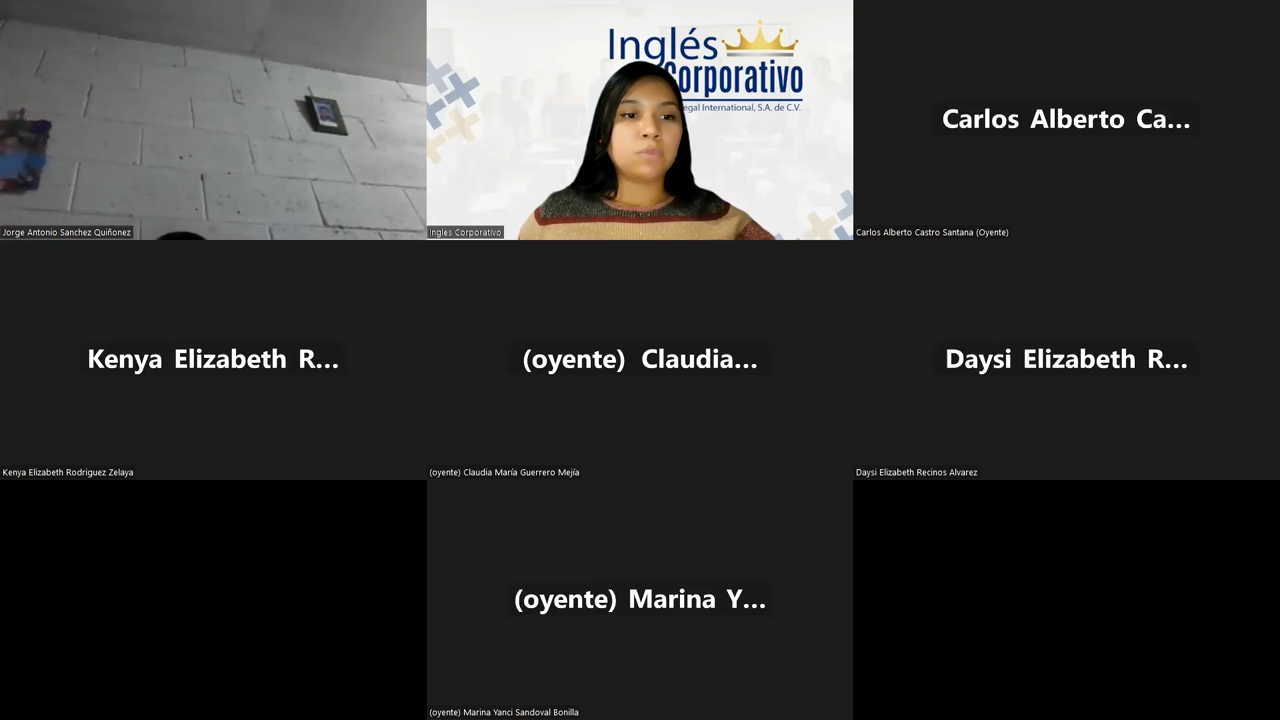 Inglés
Corporativo
egal International, S.A. de C.V.
Carlos Alberto Ca...
Jorge Antonio Sanchez Quiñonez
Ingles Corporativo
Carlos Alberto Castro Santana (Oyente)
Kenya Elizabeth R...
(oyente) Claudia...
Daysi Elizabeth R...
Kenya Elizabeth Rodriguez Zelaya
(oyente) Claudia María Guerrero Mejía
Daysi Elizabeth Recinos Alvarez
(oyente) Marina Y...
(oyente) Marina Yanci Sandoval Bonilla